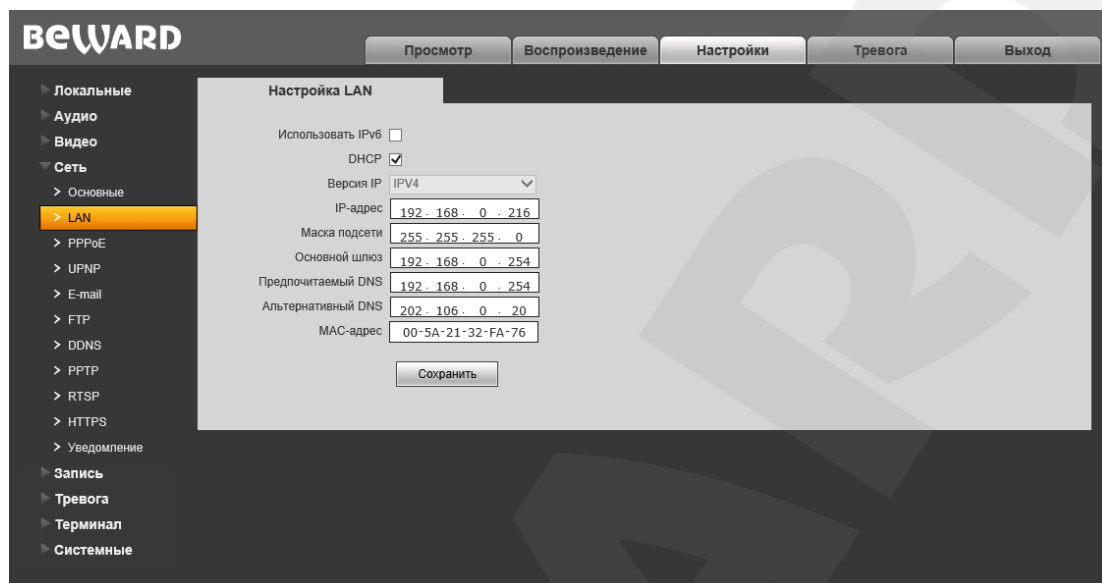 BEWARD
Просмотр Воспроизведение Настройки Тревога Выход
Локальные
Аудио
Видео
Сеть
> Основные
> LAN
> PPPoE
> UPNP
> E-mail
> FTP
> DDNS
> PPTP
> RTSP
> HTTPS
> Уведомление
Запись
Тревога
Терминал
Системные
Настройка LAN
Использовать IPv6
DHCP
Версия IP IPV4
IP-адрес 192 . 168 . 0 . 216
Маска подсети 255 . 255 . 255 . 0
Основной шлюз 192 . 168 . 0 . 254
Предпочитаемый DNS 192 . 168 . 0 . 254
Альтернативный DNS 202 . 106 . 0 . 20
MAC-адрес 00-5A-21-32-FA-76
Сохранить